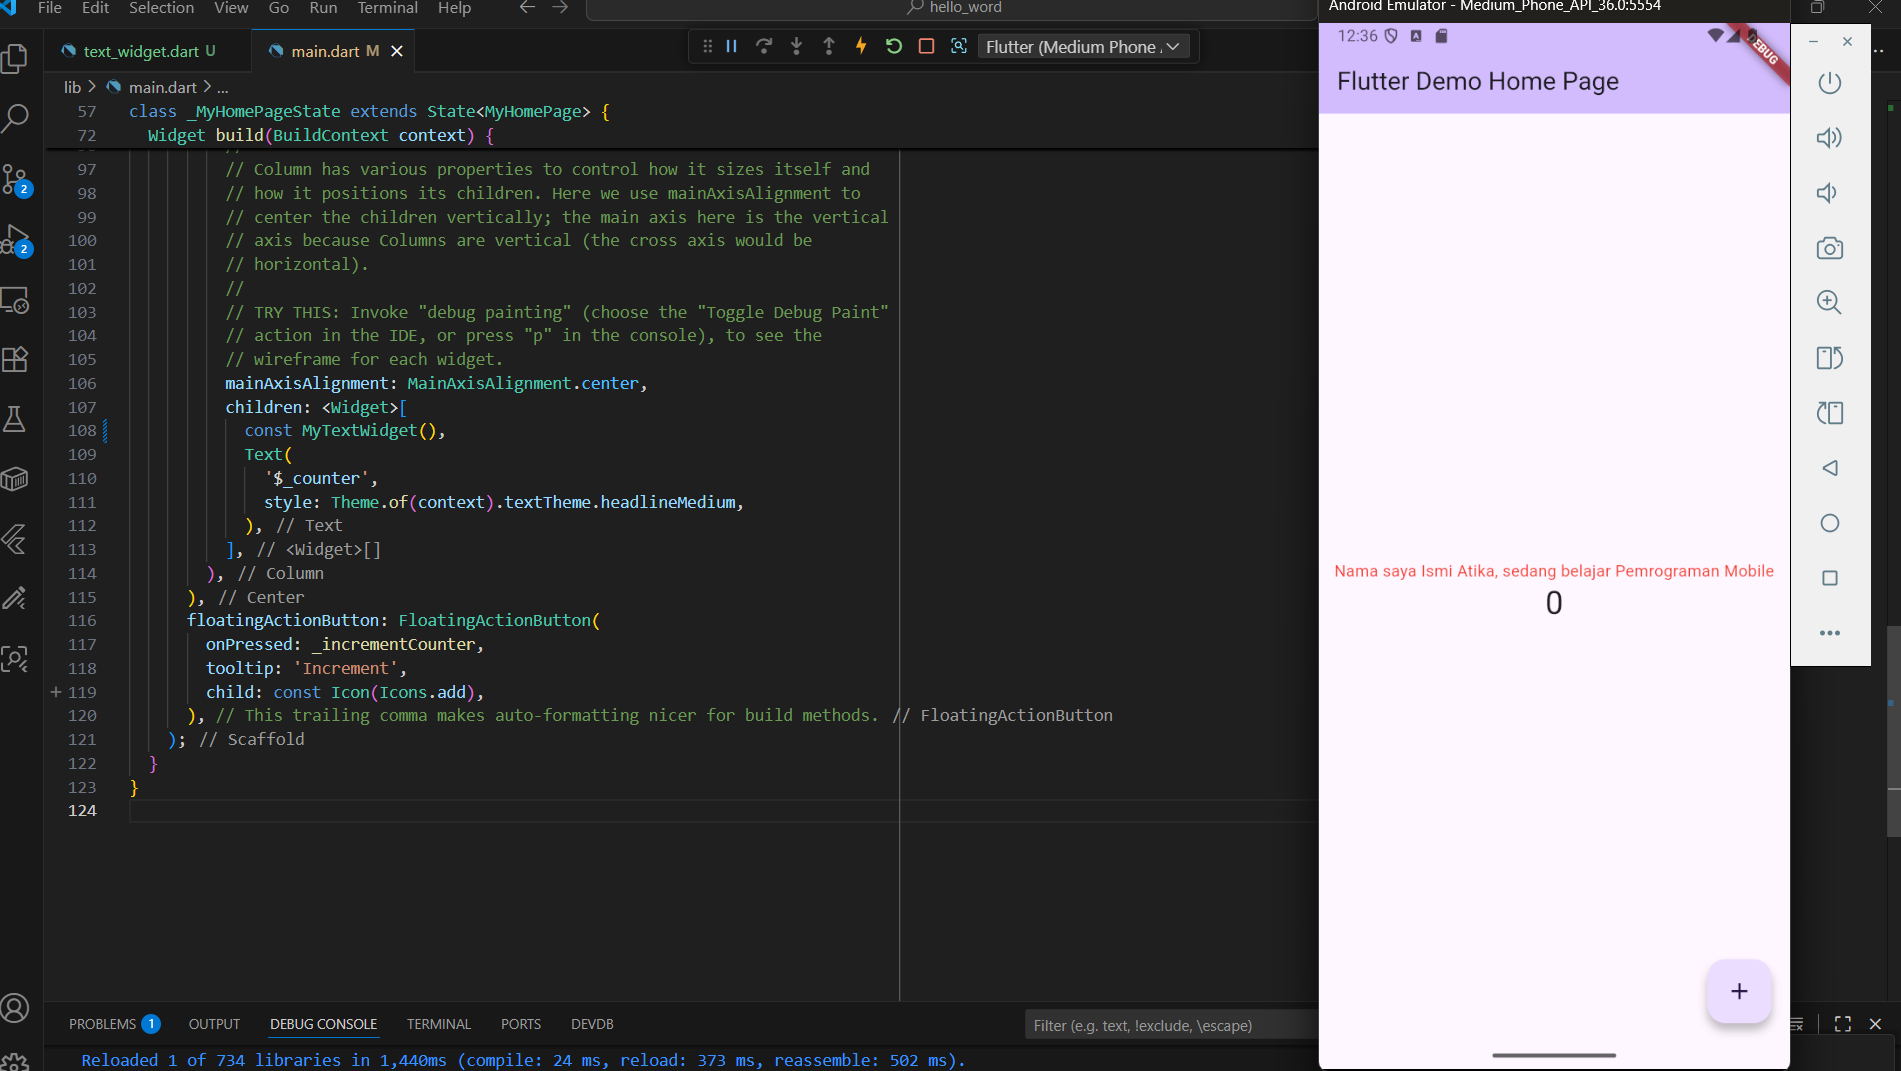 File Edit Selection View Go Run Terminal Help
hello_word
text_widget.dart U
main.dart M
Flutter (Medium Phone
lib > main.dart > ...
57 class _MyHomePageState extends State<MyHomePage> {
72 Widget build(BuildContext context) {
97 // Column has various properties to control how it sizes itself and
98 // how it positions its children. Here we use mainAxisAlignment to
99 // center the children vertically; the main axis here is the vertical
100 // axis because Columns are vertical (the cross axis would be
101 // horizontal).
102 //
103 // TRY THIS: Invoke "debug painting" (choose the "Toggle Debug Paint"
104 // action in the IDE, or press "p" in the console), to see the
105 // wireframe for each widget.
106 mainAxisAlignment: MainAxisAlignment.center,
107 children: <Widget>[
108 const MyTextWidget(),
109 Text(
110 '$_counter',
111 style: Theme.of(context).textTheme.headlineMedium,
112 ), // Text
113 ], // <Widget>[]
114 ), // Column
115 ), // Center
116 floatingActionButton: FloatingActionButton(
117 onPressed: _incrementCounter,
118 tooltip: 'Increment',
119 child: const Icon(Icons.add),
120 ), // This trailing comma makes auto-formatting nicer for build methods. // FloatingActionButton
121 ); // Scaffold
122 }
123 }
124
2
2
PROBLEMS 1 OUTPUT DEBUG CONSOLE TERMINAL PORTS DEVDB
Filter (e.g. text, !exclude, \escape)
Reloaded 1 of 734 libraries in 1,440ms (compile: 24 ms, reload: 373 ms, reassemble: 502 ms).
Android Emulator - Medium_Phone_API_36.0:5554
12:36
DEBUG
Flutter Demo Home Page
Nama saya Ismi Atika, sedang belajar Pemrograman Mobile
0
+